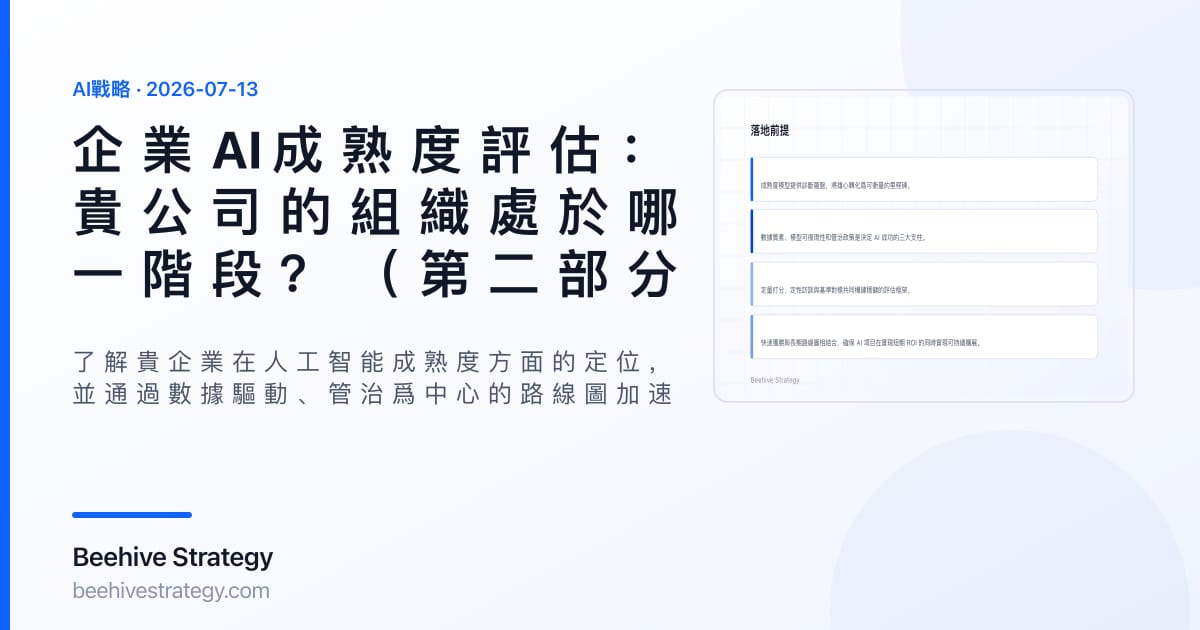 AI戰略 · 2026-07-13
企業AI成熟度評估：
貴公司的組織處於哪
一階段？（第二部分
了解貴企業在人工智能成熟度方面的定位，
並通過數據驅動、管治爲中心的路線圖加速
Beehive Strategy
beehivestrategy.com
落地前提
成熟度模型提供診斷羅盤，將雄心轉化爲可衡量的里程碑。
數據質素、模型可復現性和管治政策是決定 AI 成功的三大支柱。
定量打分、定性訪談與基準對標共同構建穩健的評估框架。
快速獲勝與長期路線圖相結合，確保 AI 項目在實現短期 ROI 的同時實現可持續擴展。
Beehive Strategy